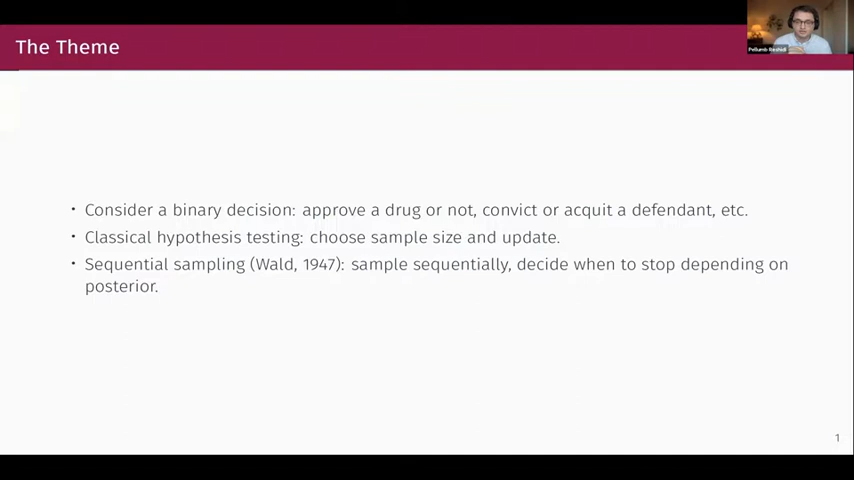 The Theme
• Consider a binary decision: approve a drug or not, convict or acquit a defendant, etc.
• Classical hypothesis testing: choose sample size and update.
• Sequential sampling (Wald, 1947): sample sequentially, decide when to stop depending on
posterior.
1